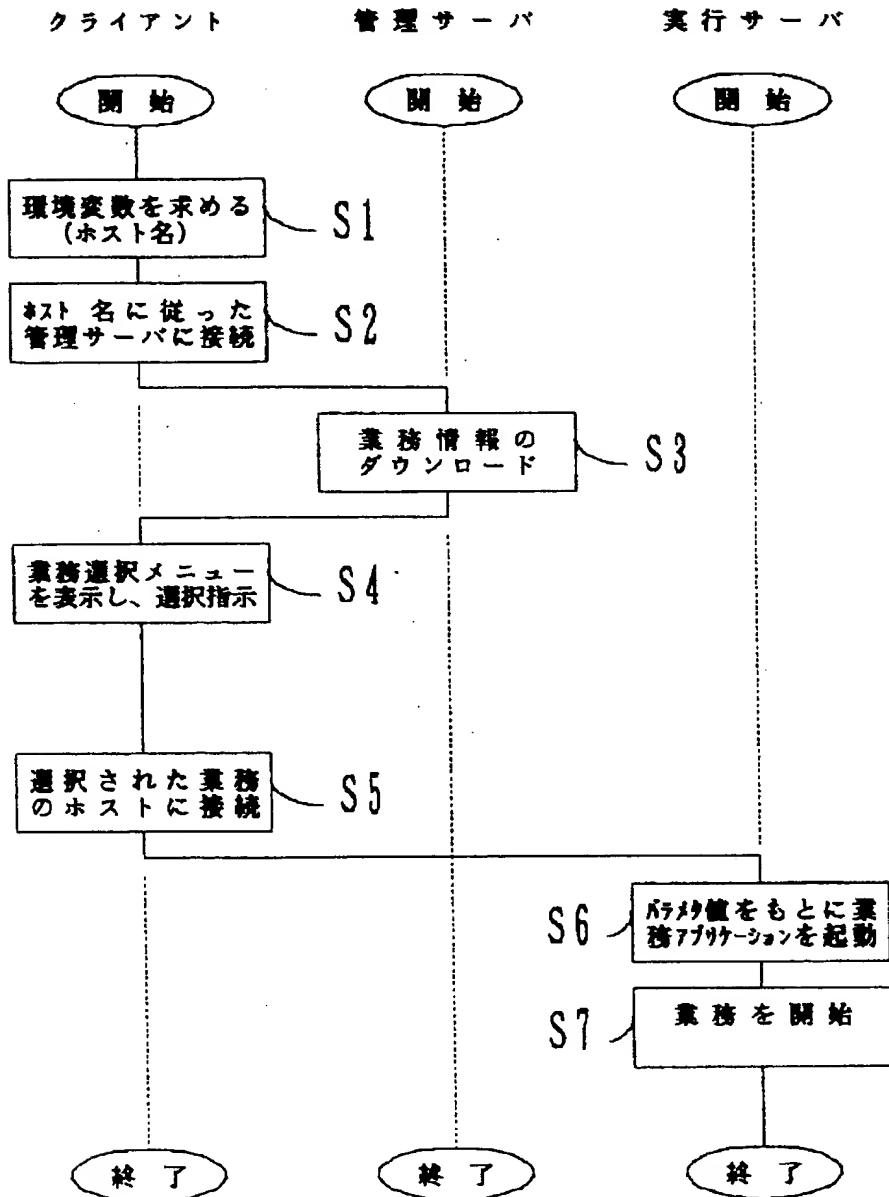 クライアント
管理サーバ
実行サーバ
開始
開始
開始
環境変数を求める
(ホスト名)
S1
ホスト名に従った
管理サーバに接続
S2
業務情報の
ダウンロード
S3
業務選択メニュー
を表示し、選択指示
S4
選択された業務
のホストに接続
S5
S6
パラメタ値をもとに業
務アプリケーションを起動
S7
業務を開始
終了
終了
終了